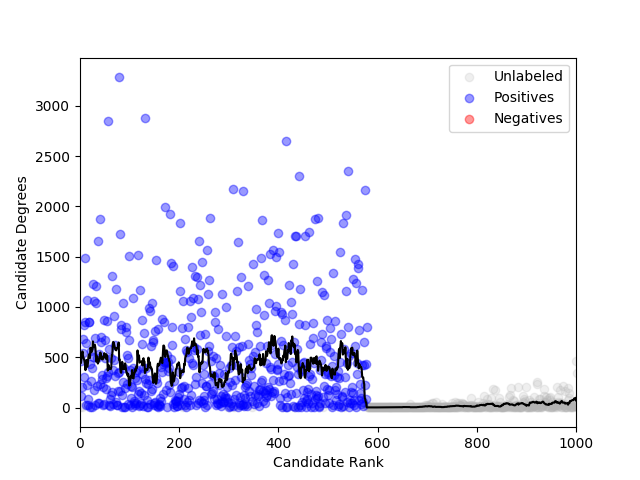 Unlabeled
Positives
Negatives
3000
2500
2000
1500
1000
500
0
Candidate Degrees
0 200 400 600 800 1000
Candidate Rank